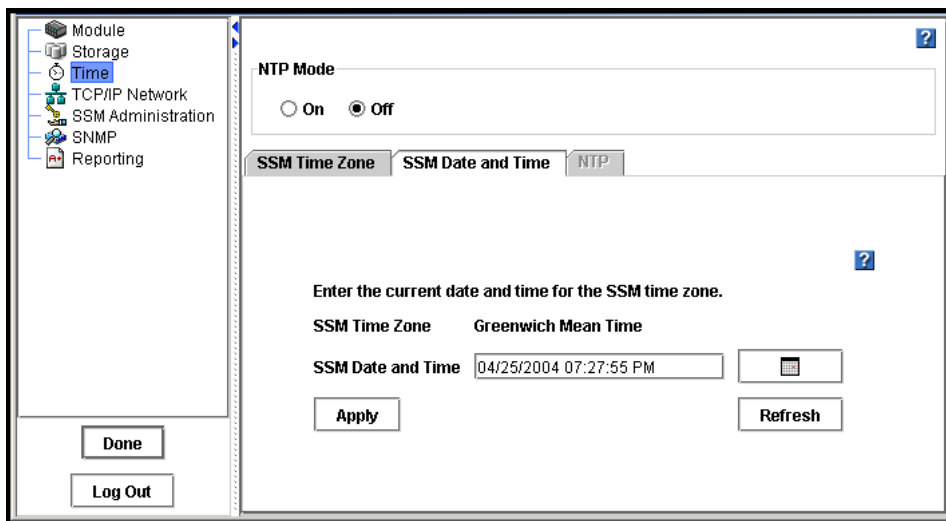 Module
Storage
Time
TCP/IP Network
SSM Administration
SNMP
Reporting
Done
Log Out
?
NTP Mode
On Off
SSM Time Zone SSM Date and Time NTP
?
Enter the current date and time for the SSM time zone.
SSM Time Zone Greenwich Mean Time
SSM Date and Time 04/25/2004 07:27:55 PM
Apply Refresh